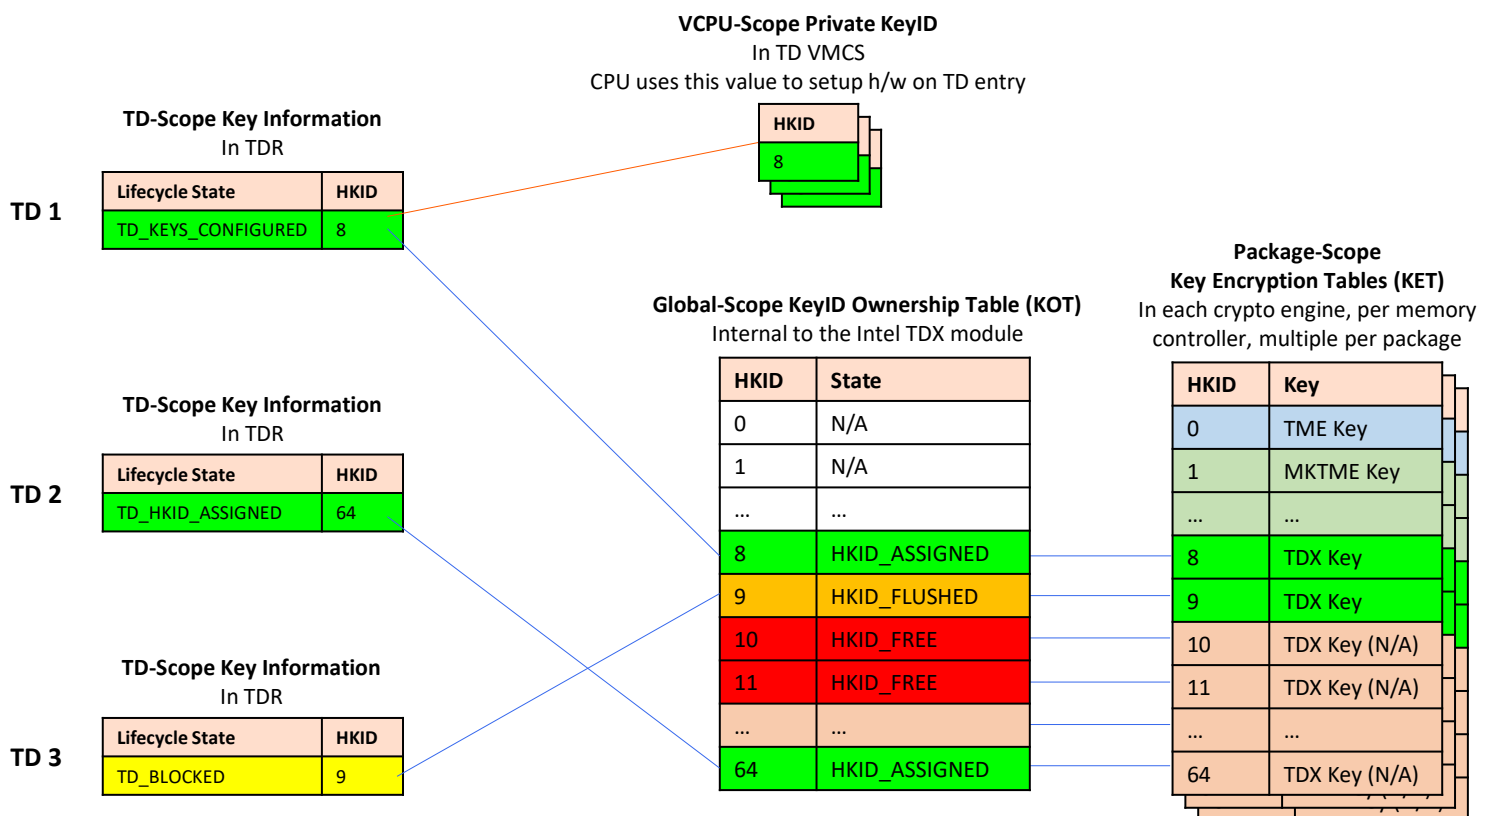 VCPU-Scope Private KeyID
In TD VMCS
CPU uses this value to setup h/w on TD entry
HKID
8
TD-Scope Key Information
In TDR
TD 1
Lifecycle State HKID
TD_KEYS_CONFIGURED 8
TD-Scope Key Information
In TDR
TD 2
Lifecycle State HKID
TD_HKID_ASSIGNED 64
TD-Scope Key Information
In TDR
TD 3
Lifecycle State HKID
TD_BLOCKED 9
Global-Scope KeyID Ownership Table (KOT)
Internal to the Intel TDX module
HKID State
0 N/A
1 N/A
... ...
8 HKID_ASSIGNED
9 HKID_FLUSHED
10 HKID_FREE
11 HKID_FREE
... ...
64 HKID_ASSIGNED
Package-Scope
Key Encryption Tables (KET)
In each crypto engine, per memory
controller, multiple per package
HKID Key
0 TME Key
1 MKTME Key
... ...
8 TDX Key
9 TDX Key
10 TDX Key (N/A)
11 TDX Key (N/A)
... ...
64 TDX Key (N/A)